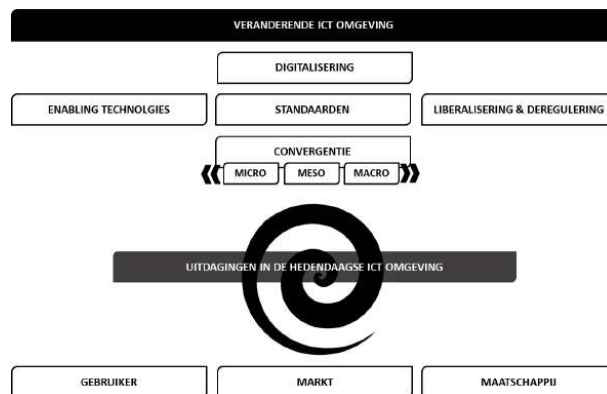 VERANDERENDE ICT OMGEVING
DIGITALISERING
ENABLING TECHNOLGIES
STANDAARDEN
LIBERALISERING & DEREGULERING
CONVERGENTIE
MICRO
MESO
MACRO
UITDAGINGEN IN DE HEDENDAAGSE ICT OMGEVING
GEBRUIKER
MARKT
MAATSCHAPPIJ